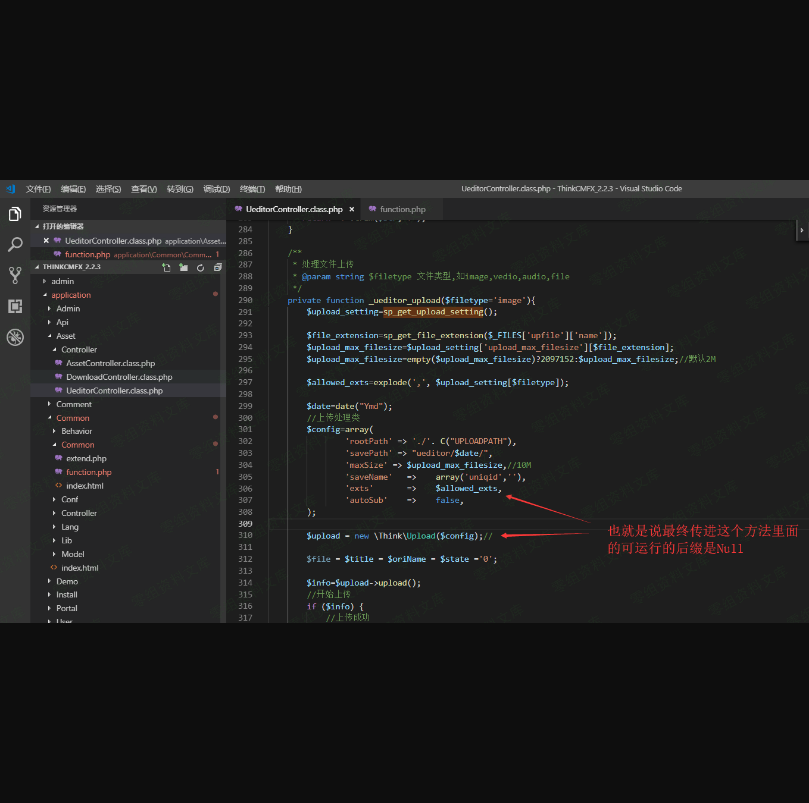 文件(F) 编辑(E) 选择(S) 查看(V) 转到(G) 调试(D) 终端(T) 帮助(H) UeditorController.class.php - ThinkCMFX_2.2.3 - Visual Studio Code
资源管理器
打开的编辑器
× UeditorController.class.php application\Asset...
function.php application\Common\Comm... 1
THINKCMFX_2.2.3
admin
application
Admin
Api
Asset
Controller
AssetController.class.php
DownloadController.class.php
UeditorController.class.php
Comment
Common
Behavior
Common
extend.php
function.php 1
index.html
Conf
Controller
Lang
Lib
Model
index.html
Demo
Install
Portal
User
UeditorController.class.php × function.php
284 }
285
286 /**
287 * 处理文件上传
288 * @param string $filetype 文件类型,如image,vedio,audio,file
289 */
290 private function _ueditor_upload($filetype='image'){
291 $upload_setting=sp_get_upload_setting();
292
293 $file_extension=sp_get_file_extension($_FILES['upfile']['name']);
294 $upload_max_filesize=$upload_setting['upload_max_filesize'][$file_extension];
295 $upload_max_filesize=empty($upload_max_filesize)?2097152:$upload_max_filesize;//默认2M
296
297 $allowed_exts=explode(',', $upload_setting[$filetype]);
298
299 $date=date("Ymd");
300 //上传处理类
301 $config=array(
302 'rootPath' => './'. C("UPLOADPATH"),
303 'savePath' => "ueditor/$date/",
304 'maxSize' => $upload_max_filesize,//10M
305 'saveName' => array('uniqid',''),
306 'exts' => $allowed_exts,
307 'autoSub' => false,
308 );
309
310 $upload = new \Think\Upload($config);//
311
312 $file = $title = $oriName = $state ='0';
313
314 $info=$upload->upload();
315 //开始上传
316 if ($info) {
317 //上传成功
也就是说最终传进这个方法里面
的可运行的后缀是Null